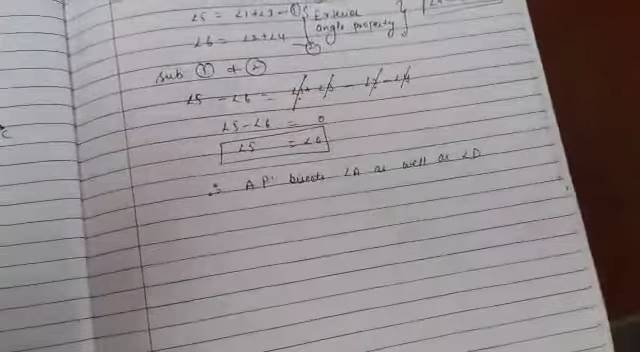 ∠5 = ∠1+∠3 — ① { Exterior
angle property }
∠6 = ∠2+∠4 — ②
Sub ① & ②
∠5 - ∠6 = ∠1 + ∠3 - ∠2 - ∠4
∠5 - ∠6 = 0
∠5 = ∠6
∴ AP bisects ∠A as well as ∠D
C